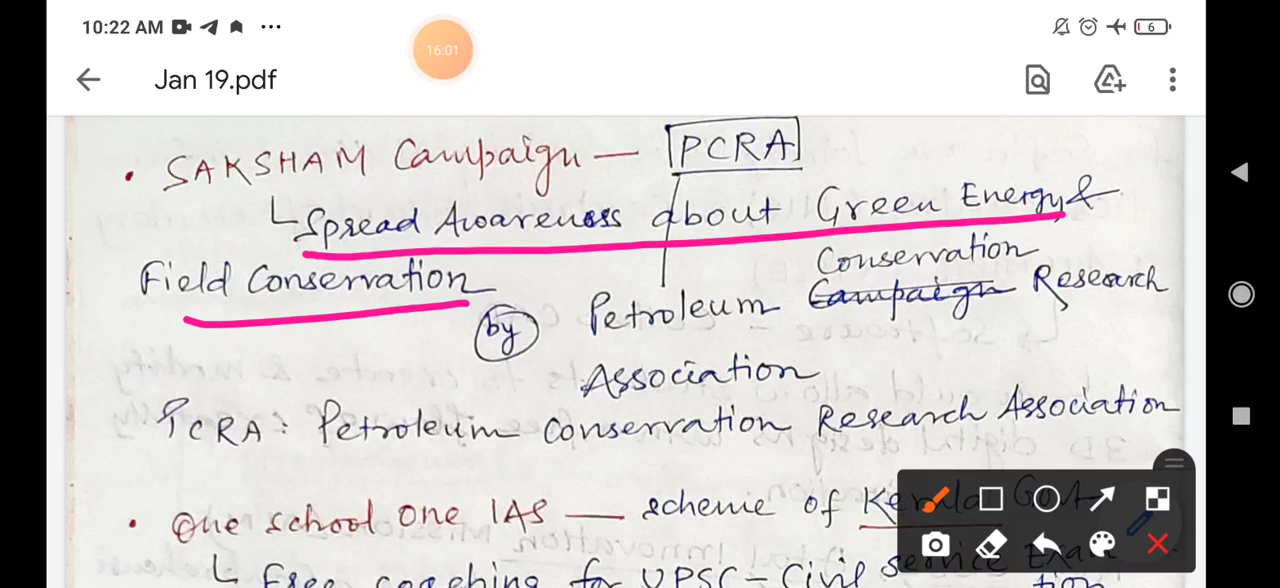 10:22 AM
16:01
6
Jan 19.pdf
• SAKSHAM Campaign — PCRA
Spread Awareness about Green Energy &
Field Conservation
Conservation
by Petroleum Campaign Research
Association
PCRA: Petroleum Conservation Research Association
• One school One IAS — scheme of Kerala Govt
Free coaching for UPSC - Civil service Exam
tion